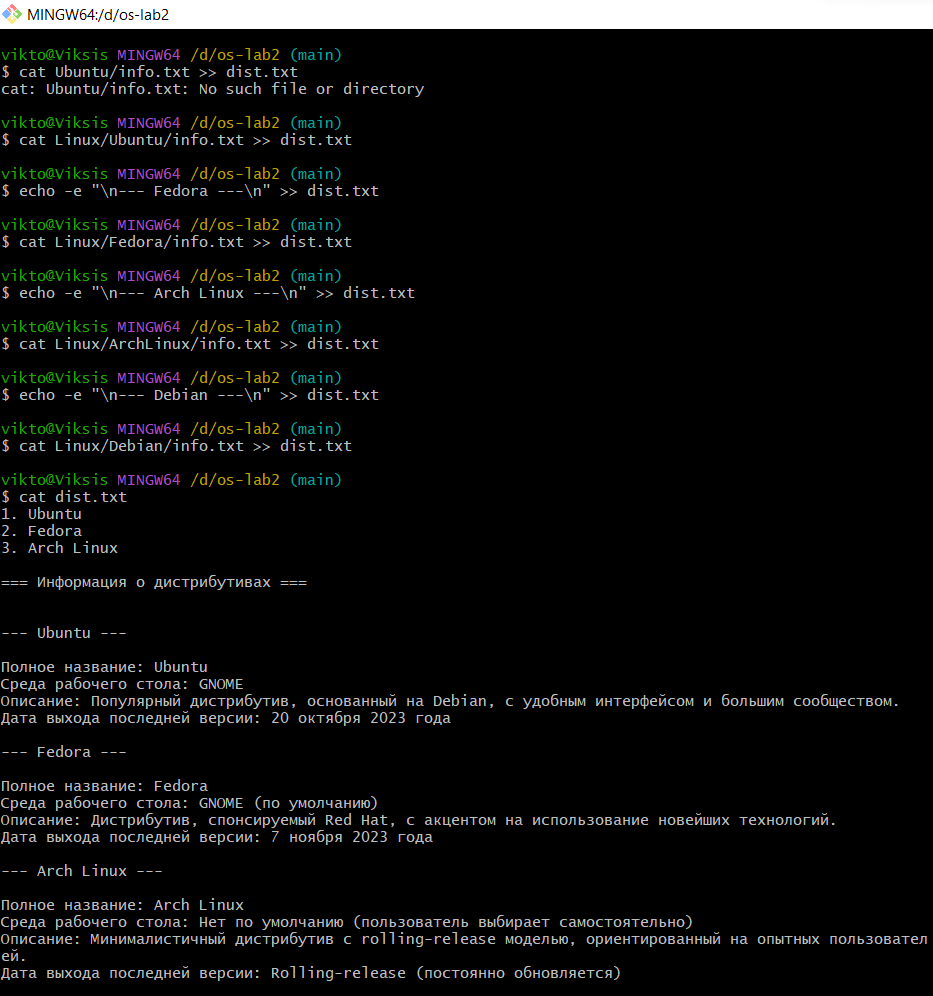 MINGW64:/d/os-lab2
vikto@Viksis MINGW64 /d/os-lab2 (main)
$ cat Ubuntu/info.txt >> dist.txt
cat: Ubuntu/info.txt: No such file or directory
vikto@Viksis MINGW64 /d/os-lab2 (main)
$ cat Linux/Ubuntu/info.txt >> dist.txt
vikto@Viksis MINGW64 /d/os-lab2 (main)
$ echo -e "\n--- Fedora ---\n" >> dist.txt
vikto@Viksis MINGW64 /d/os-lab2 (main)
$ cat Linux/Fedora/info.txt >> dist.txt
vikto@Viksis MINGW64 /d/os-lab2 (main)
$ echo -e "\n--- Arch Linux ---\n" >> dist.txt
vikto@Viksis MINGW64 /d/os-lab2 (main)
$ cat Linux/ArchLinux/info.txt >> dist.txt
vikto@Viksis MINGW64 /d/os-lab2 (main)
$ echo -e "\n--- Debian ---\n" >> dist.txt
vikto@Viksis MINGW64 /d/os-lab2 (main)
$ cat Linux/Debian/info.txt >> dist.txt
vikto@Viksis MINGW64 /d/os-lab2 (main)
$ cat dist.txt
1. Ubuntu
2. Fedora
3. Arch Linux
=== Информация о дистрибутивах ===
--- Ubuntu ---
Полное название: Ubuntu
Среда рабочего стола: GNOME
Описание: Популярный дистрибутив, основанный на Debian, с удобным интерфейсом и большим сообществом.
Дата выхода последней версии: 20 октября 2023 года
--- Fedora ---
Полное название: Fedora
Среда рабочего стола: GNOME (по умолчанию)
Описание: Дистрибутив, спонсируемый Red Hat, с акцентом на использование новейших технологий.
Дата выхода последней версии: 7 ноября 2023 года
--- Arch Linux ---
Полное название: Arch Linux
Среда рабочего стола: Нет по умолчанию (пользователь выбирает самостоятельно)
Описание: Минималистичный дистрибутив с rolling-release моделью, ориентированный на опытных пользовател
ей.
Дата выхода последней версии: Rolling-release (постоянно обновляется)